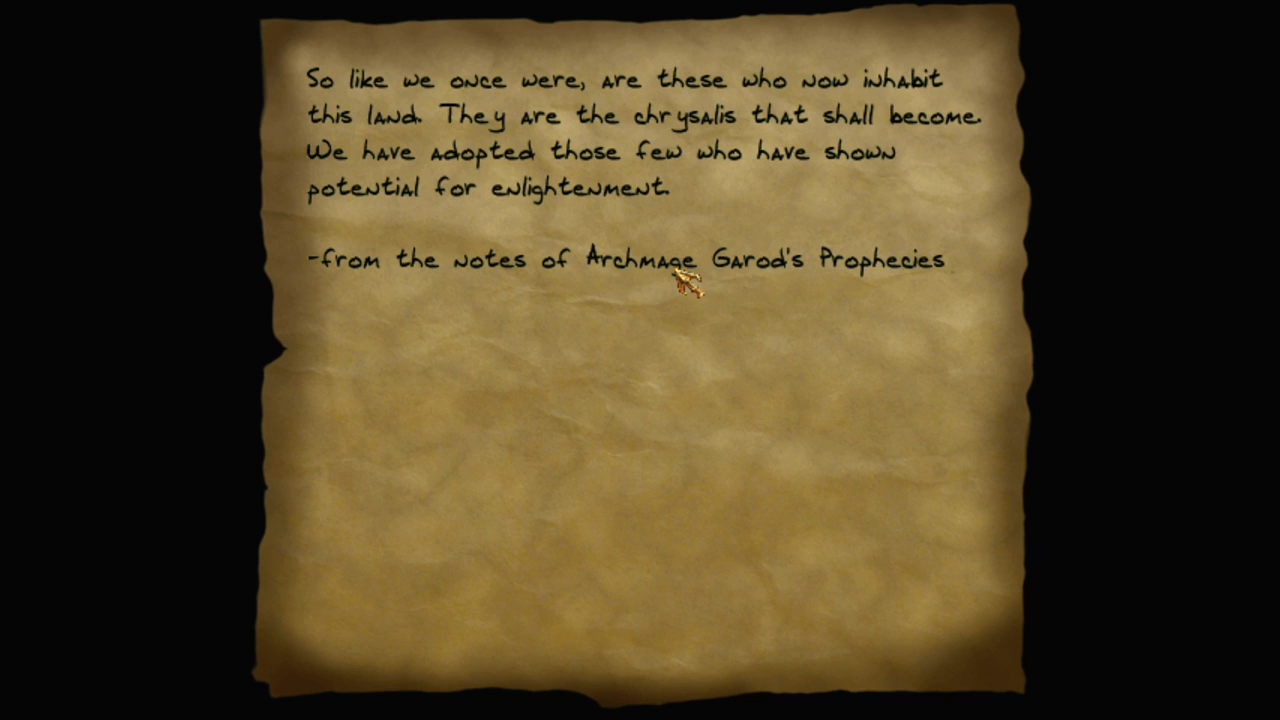 So like we once were, are these who now inhabit
this land. They are the chrysalis that shall become.
We have adopted those few who have shown
potential for enlightenment.
-from the notes of Archmage Garod's Prophecies